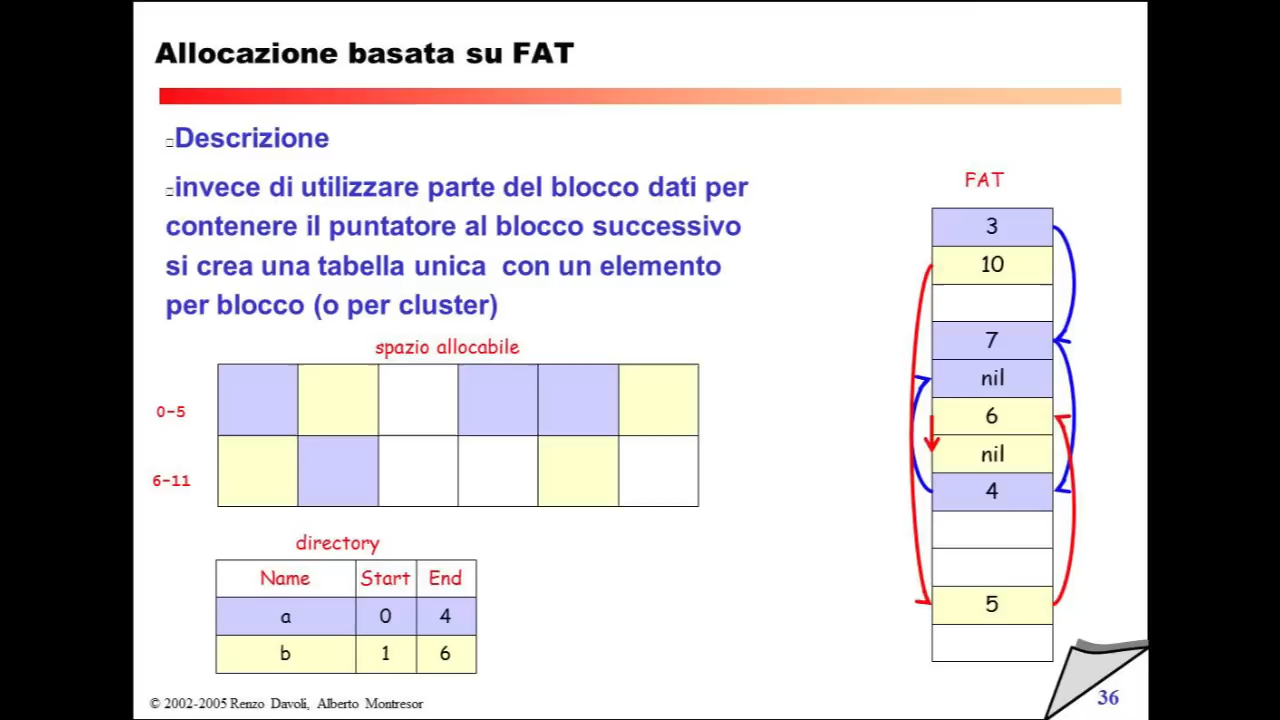 Allocazione basata su FAT
Descrizione
invece di utilizzare parte del blocco dati per
contenere il puntatore al blocco successivo
si crea una tabella unica con un elemento
per blocco (o per cluster)
spazio allocabile
0-5
6-11
directory
Name Start End
a 0 4
b 1 6
FAT
3
10
7
nil
6
nil
4
5
© 2002-2005 Renzo Davoli, Alberto Montresor
36